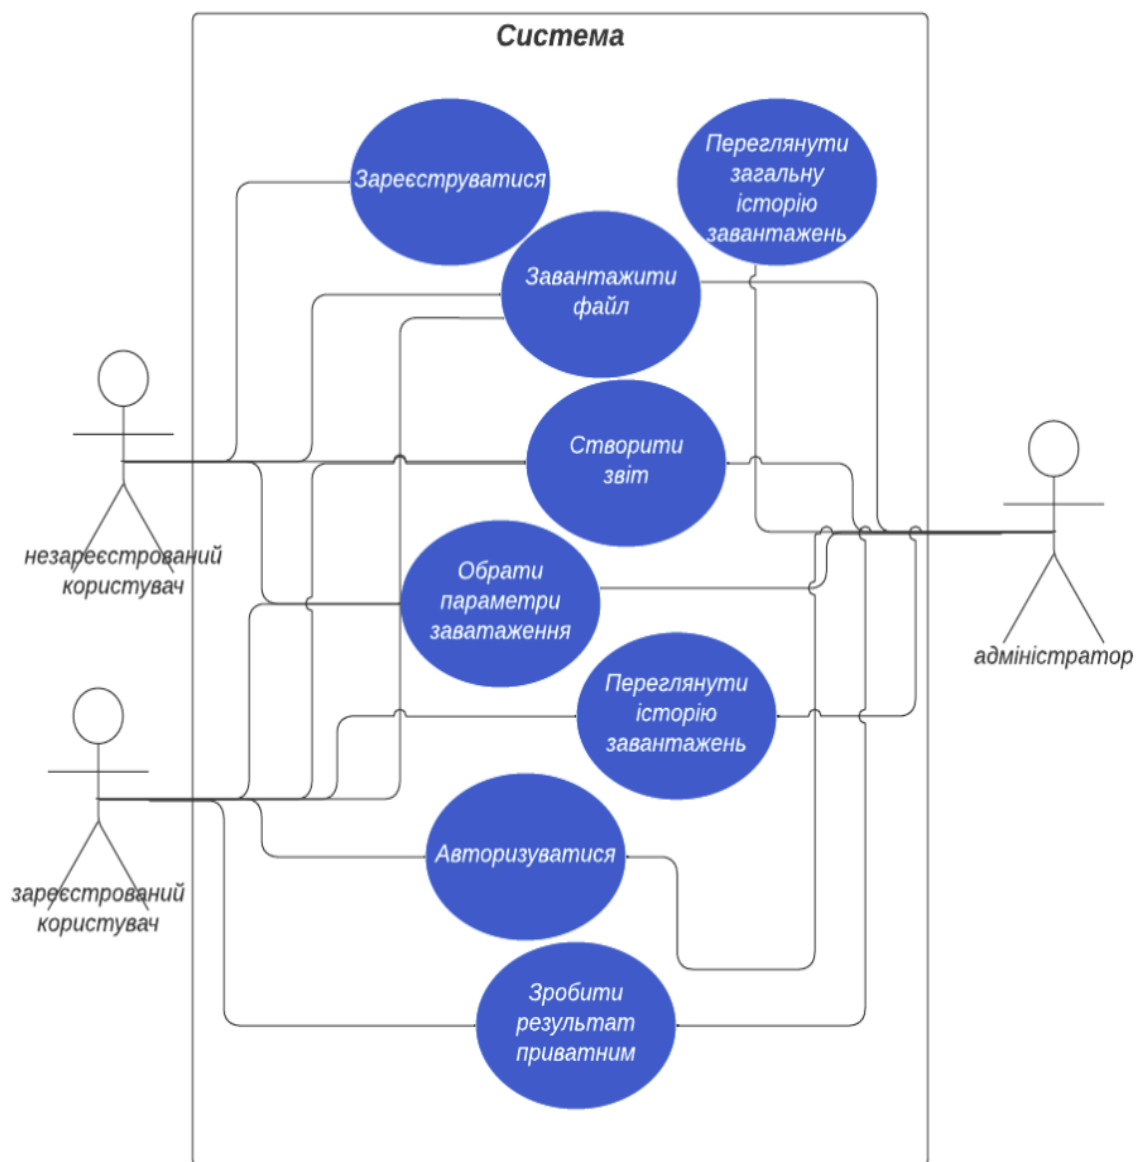 Система
Зареєструватися
Переглянути
загальну
історію
завантажень
Завантажити
файл
Створити
звіт
незареєстрований
користувач
Обрати
параметри
заватаження
адміністратор
Переглянути
історію
завантажень
Авторизуватися
зареєстрований
користувач
Зробити
результат
приватним